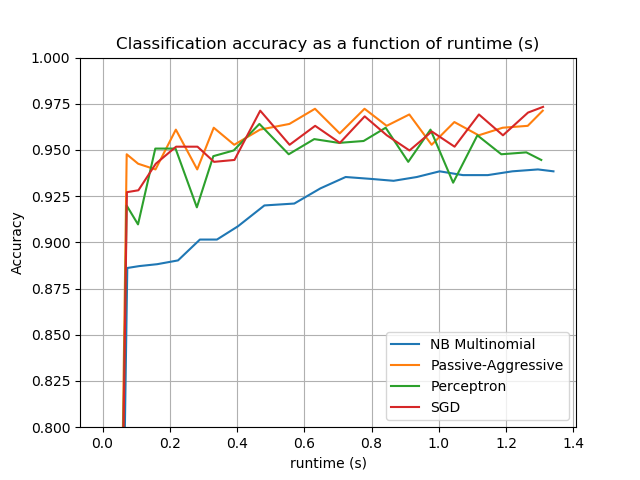 Classification accuracy as a function of runtime (s)
1.000
0.975
0.950
0.925
0.900
0.875
0.850
0.825
0.800
Accuracy
NB Multinomial
Passive-Aggressive
Perceptron
SGD
0.0 0.2 0.4 0.6 0.8 1.0 1.2 1.4
runtime (s)